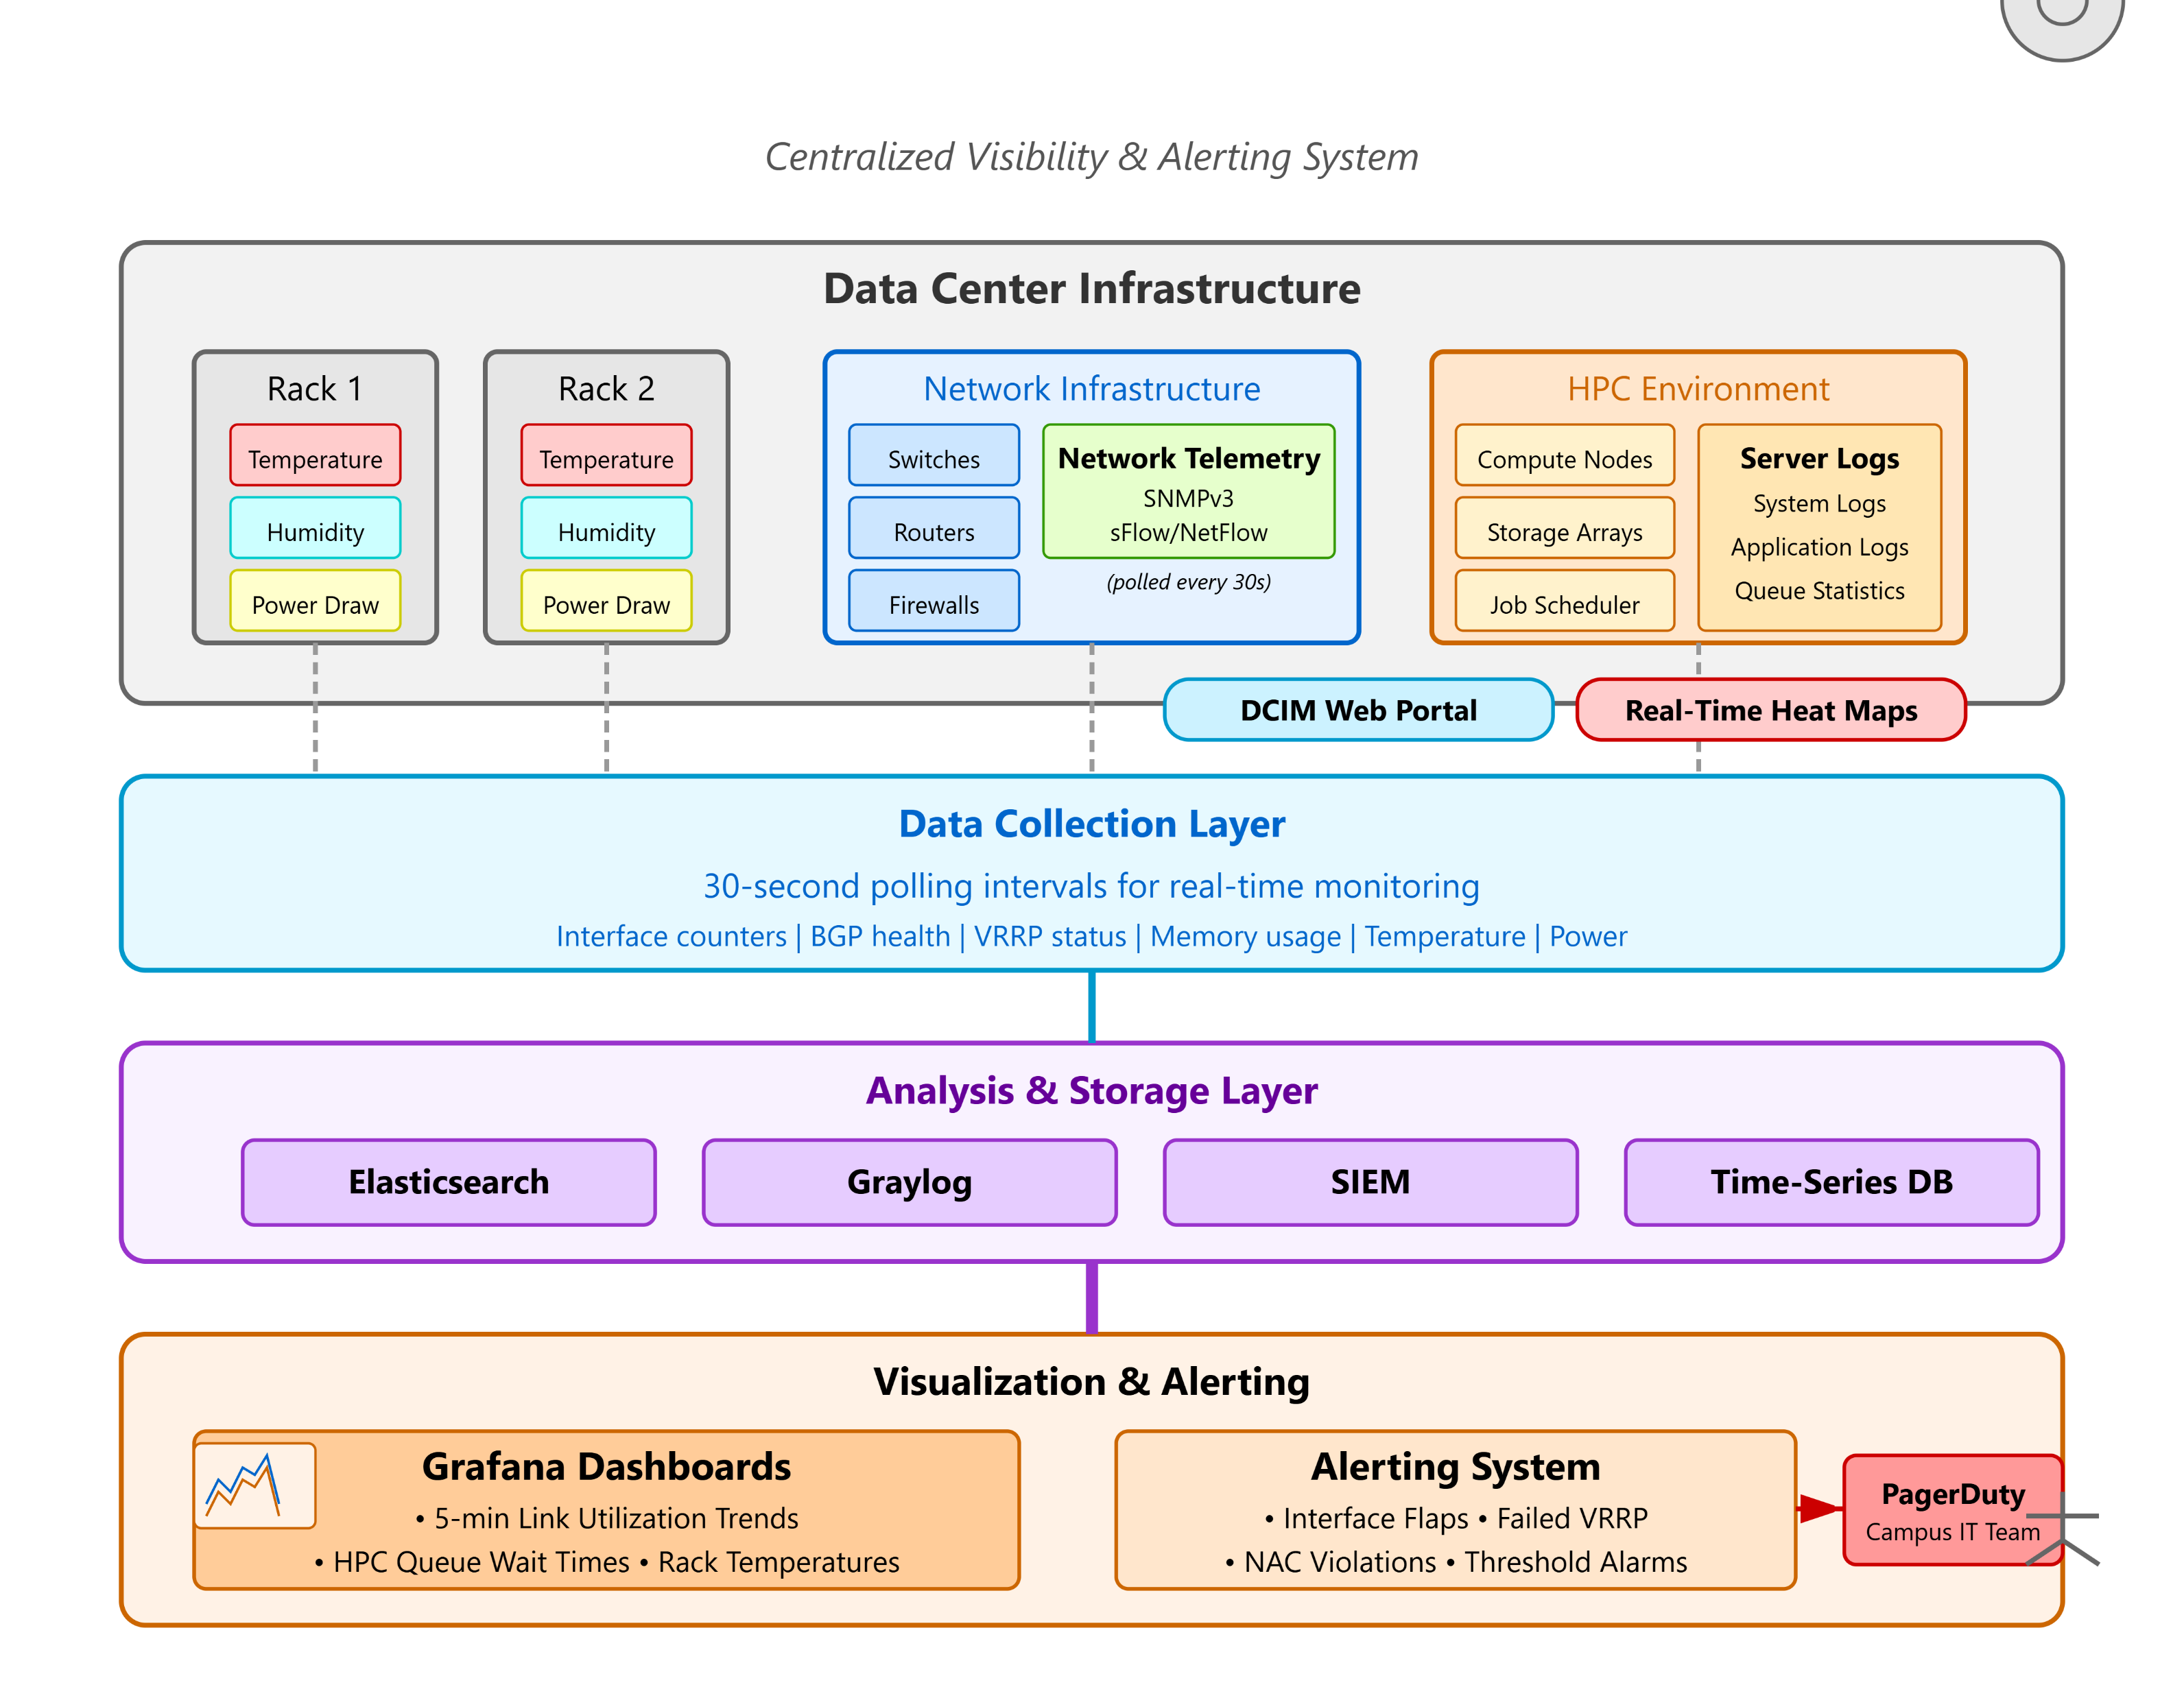 Centralized Visibility & Alerting System
Data Center Infrastructure
Rack 1
Temperature
Humidity
Power Draw
Rack 2
Temperature
Humidity
Power Draw
Network Infrastructure
Switches
Routers
Firewalls
Network Telemetry
SNMPv3
sFlow/NetFlow
(polled every 30s)
HPC Environment
Compute Nodes
Storage Arrays
Job Scheduler
Server Logs
System Logs
Application Logs
Queue Statistics
DCIM Web Portal
Real-Time Heat Maps
Data Collection Layer
30-second polling intervals for real-time monitoring
Interface counters | BGP health | VRRP status | Memory usage | Temperature | Power
Analysis & Storage Layer
Elasticsearch
Graylog
SIEM
Time-Series DB
Visualization & Alerting
Grafana Dashboards
• 5-min Link Utilization Trends
• HPC Queue Wait Times • Rack Temperatures
Alerting System
• Interface Flaps • Failed VRRP
• NAC Violations • Threshold Alarms
PagerDuty
Campus IT Team